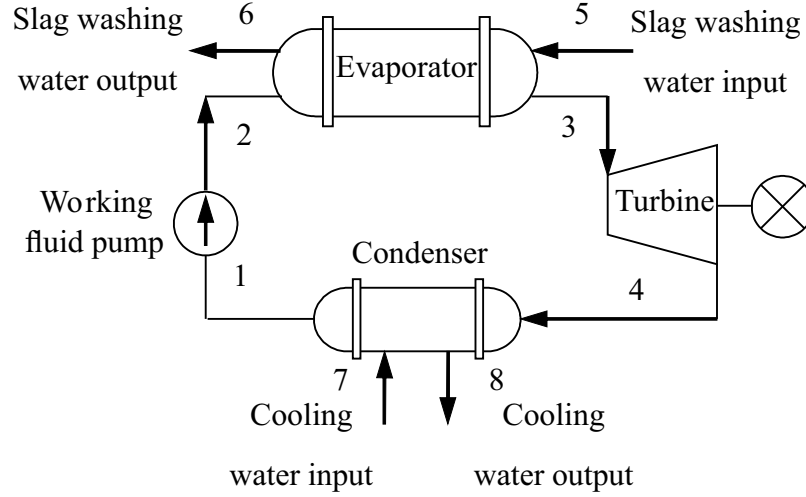 6
5
Slag washing
water output
Evaporator
Slag washing
water input
2
3
Working
fluid pump
Turbine
1
Condenser
4
7
8
Cooling
water input
Cooling
water output